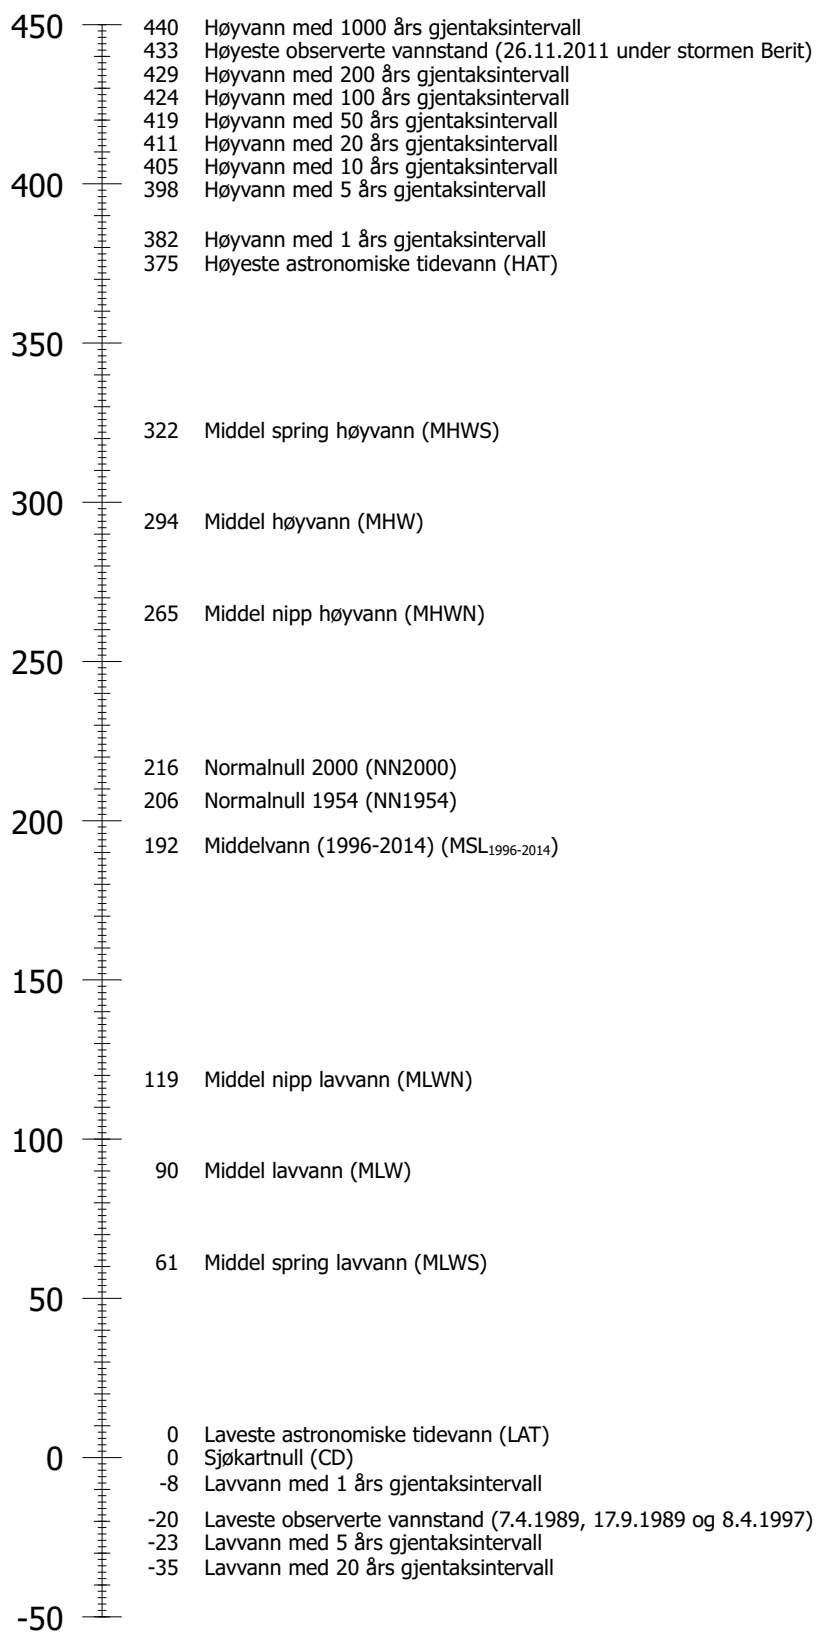 450
440 Høyvann med 1000 års gjentaksintervall
433 Høyeste observerte vannstand (26.11.2011 under stormen Berit)
429 Høyvann med 200 års gjentaksintervall
424 Høyvann med 100 års gjentaksintervall
419 Høyvann med 50 års gjentaksintervall
411 Høyvann med 20 års gjentaksintervall
405 Høyvann med 10 års gjentaksintervall
400
398 Høyvann med 5 års gjentaksintervall
382 Høyvann med 1 års gjentaksintervall
375 Høyeste astronomiske tidevann (HAT)
350
322 Middel spring høyvann (MHWS)
300
294 Middel høyvann (MHW)
265 Middel nipp høyvann (MHWN)
250
216 Normalnull 2000 (NN2000)
206 Normalnull 1954 (NN1954)
200
192 Middelvann (1996-2014) (MSL1996-2014)
150
119 Middel nipp lavvann (MLWN)
100
90 Middel lavvann (MLW)
61 Middel spring lavvann (MLWS)
50
0 Laveste astronomiske tidevann (LAT)
0
0 Sjøkartnull (CD)
-8 Lavvann med 1 års gjentaksintervall
-20 Laveste observerte vannstand (7.4.1989, 17.9.1989 og 8.4.1997)
-23 Lavvann med 5 års gjentaksintervall
-35 Lavvann med 20 års gjentaksintervall
-50